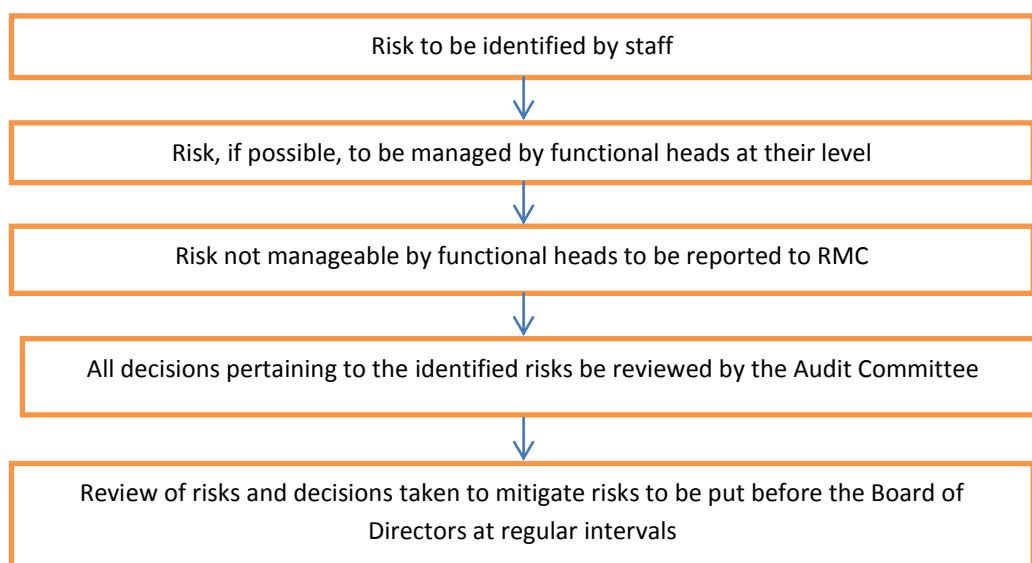 Risk to be identified by staff
Risk, if possible, to be managed by functional heads at their level
Risk not manageable by functional heads to be reported to RMC
All decisions pertaining to the identified risks be reviewed by the Audit Committee
Review of risks and decisions taken to mitigate risks to be put before the Board of
Directors at regular intervals